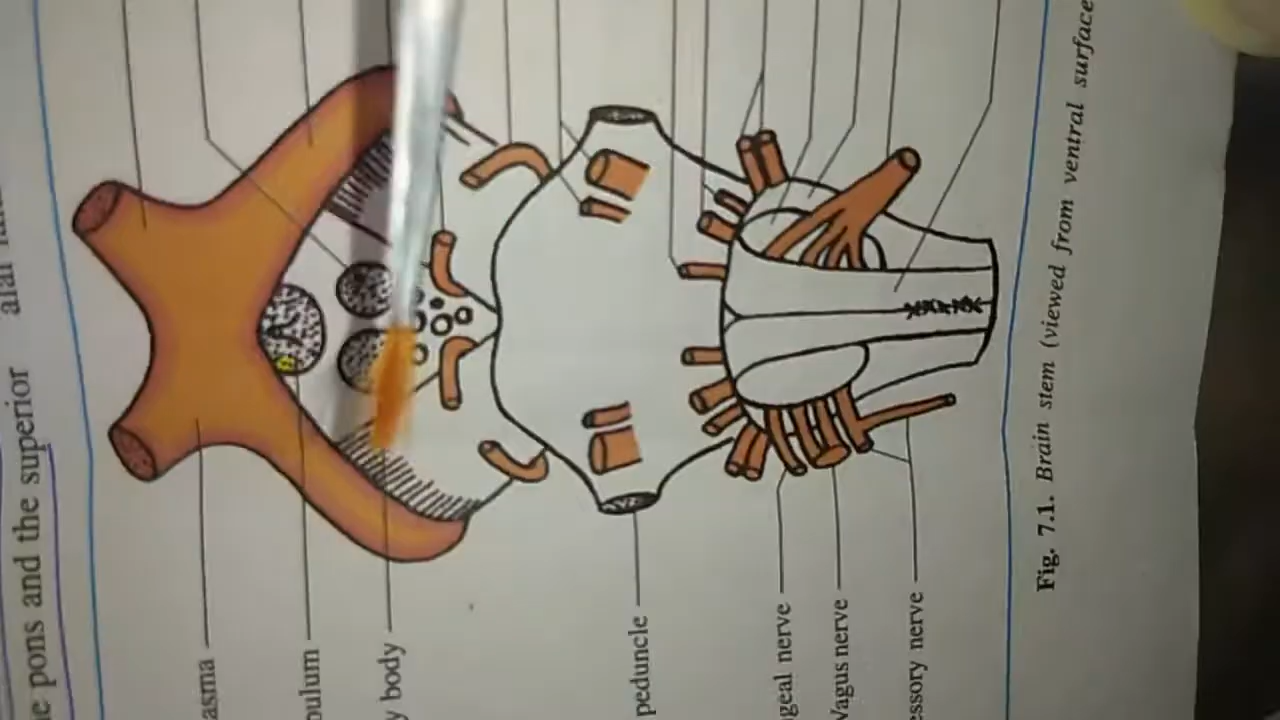 ne pons and the superior
asma
bulum
y body
peduncle
geal nerve
Vagus nerve
essory nerve
Fig. 7.1. Brain stem (viewed from ventral surface